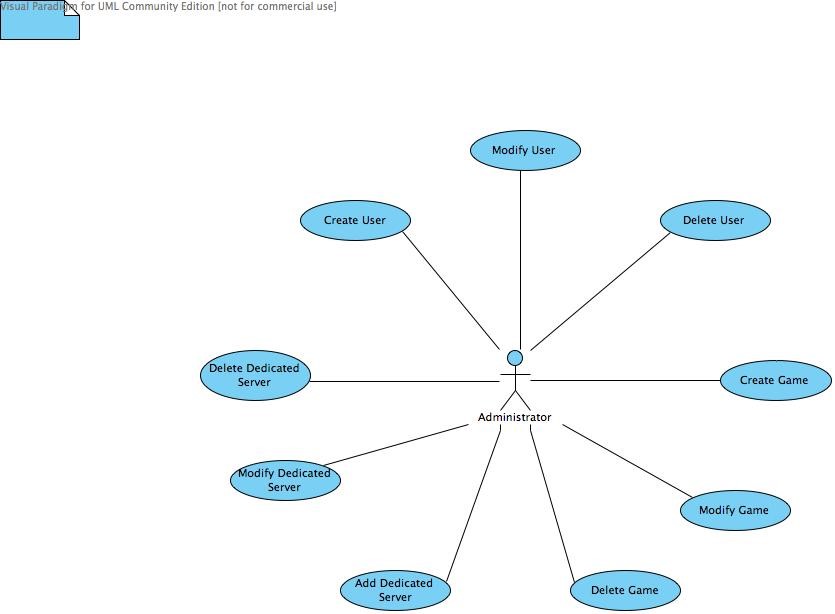 Visual Paradigm for UML Community Edition [not for commercial use]
Modify User
Create User
Delete User
Delete Dedicated
Server
Create Game
Administrator
Modify Dedicated
Server
Modify Game
Add Dedicated
Server
Delete Game